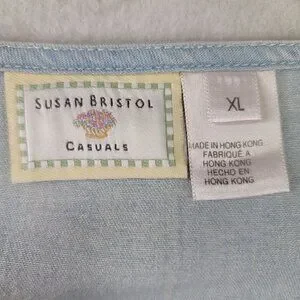 SUSAN BRISTOL
CASUALS
XL
MADE IN HONG KONG
FABRIQUÉ À
HONG KONG
HECHO EN
HONG KONG